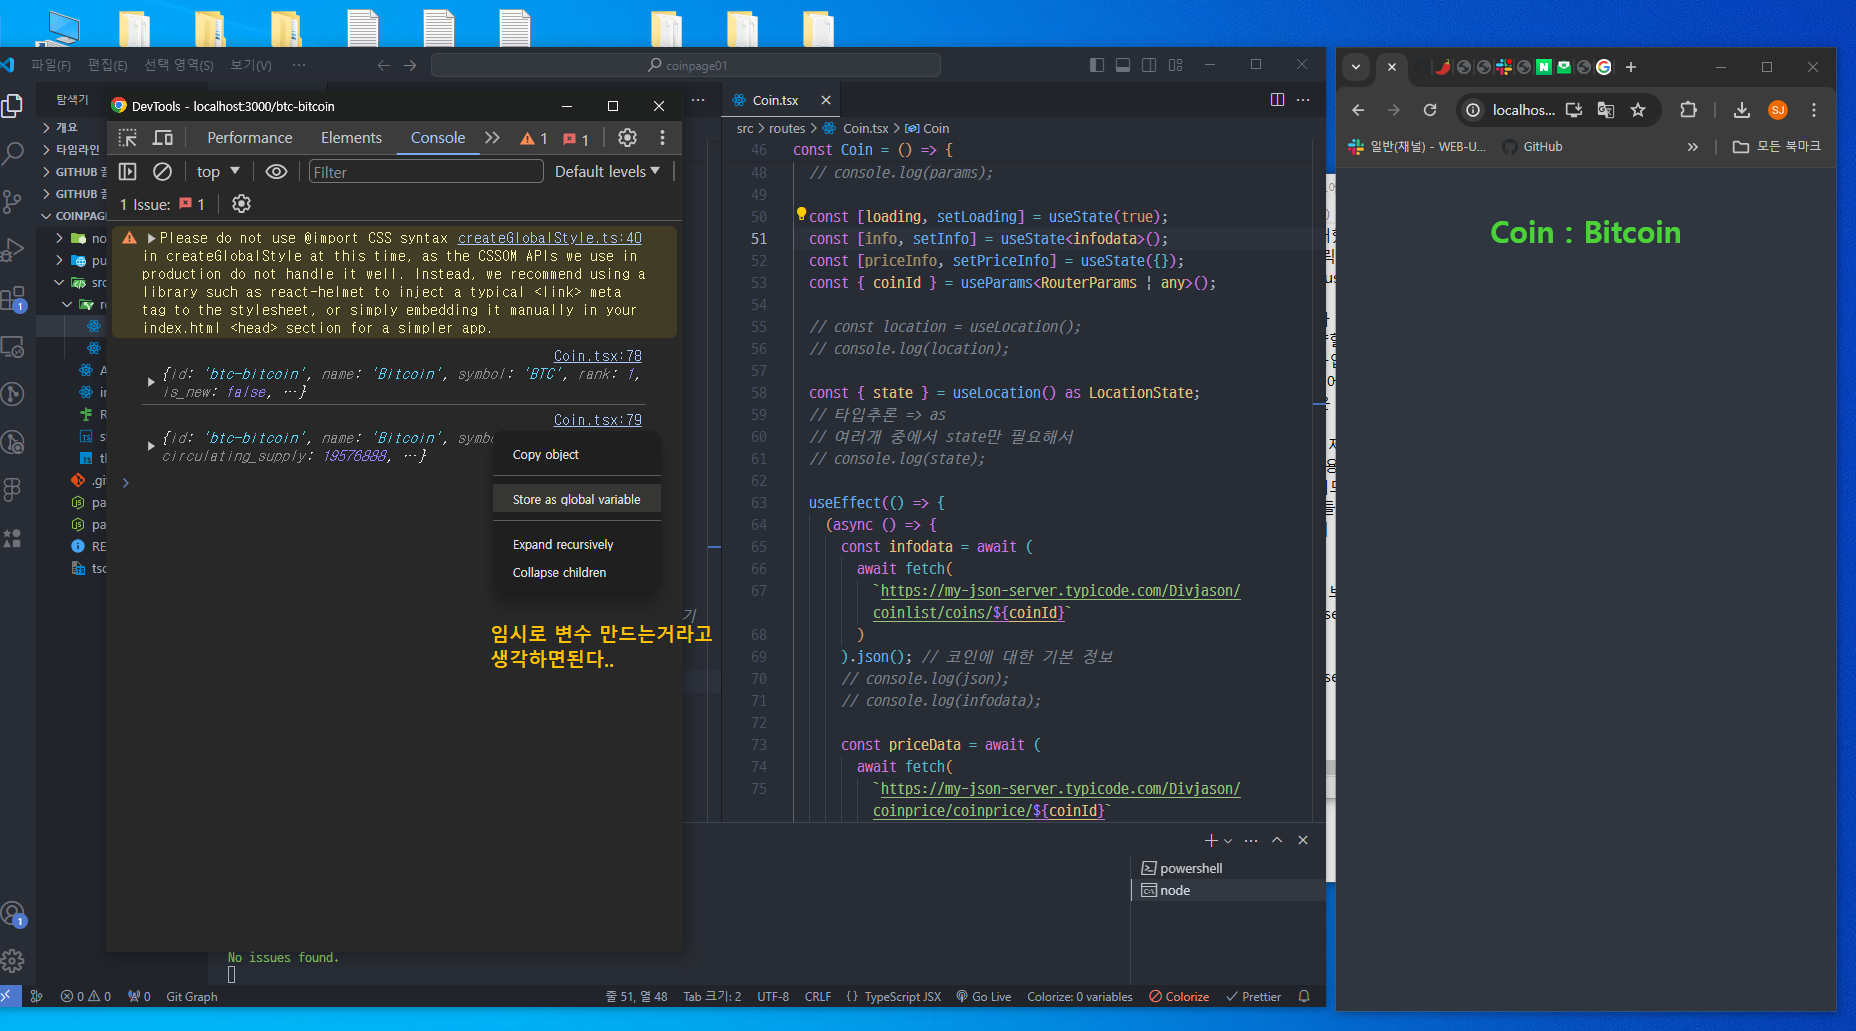 파일(F) 편집(E) 선택 영역(S) 보기(V) ··· coinpage01
탐색기
개요
타임라인
GITHUB
GITHUB
COINPAG
no
pu
src
r
A
in
R
s
th
.gi
pa
pa
RE
tsc
1
1
DevTools - localhost:3000/btc-bitcoin
Performance Elements Console 1 1
top Filter Default levels
1 Issue: 1
Please do not use @import CSS syntax createGlobalStyle.ts:40
in createGlobalStyle at this time, as the CSSOM APIs we use in
production do not handle it well. Instead, we recommend using a
library such as react-helmet to inject a typical <link> meta
tag to the stylesheet, or simply embedding it manually in your
index.html <head> section for a simpler app.
Coin.tsx:78
{id: 'btc-bitcoin', name: 'Bitcoin', symbol: 'BTC', rank: 1,
is_new: false, …}
Coin.tsx:79
{id: 'btc-bitcoin', name: 'Bitcoin', symbo
circulating_supply: 19576888, …}
Copy object
Store as global variable
Expand recursively
Collapse children
기
임시로 변수 만드는거라고
생각하면된다..
Coin.tsx
src > routes > Coin.tsx > Coin
46 const Coin = () => {
48 // console.log(params);
49
50 const [loading, setLoading] = useState(true);
51 const [info, setInfo] = useState<infodata>();
52 const [priceInfo, setPriceInfo] = useState({});
53 const { coinId } = useParams<RouterParams | any>();
54
55 // const location = useLocation();
56 // console.log(location);
57
58 const { state } = useLocation() as LocationState;
59 // 타입추론 => as
60 // 여러개 중에서 state만 필요해서
61 // console.log(state);
62
63 useEffect(() => {
64 (async () => {
65 const infodata = await (
66 await fetch(
67 `https://my-json-server.typicode.com/Divjason/
coinlist/coins/${coinId}`
68 )
69 ).json(); // 코인에 대한 기본 정보
70 // console.log(json);
71 // console.log(infodata);
72
73 const priceData = await (
74 await fetch(
75 `https://my-json-server.typicode.com/Divjason/
coinprice/coinprice/${coinId}`
powershell
node
No issues found.
0 0 0 Git Graph 줄 51, 열 48 Tab 크기: 2 UTF-8 CRLF {} TypeScript JSX Go Live Colorize: 0 variables Colorize Prettier
localhos... SJ
일반(채널) - WEB-U... GitHub 모든 북마크
Coin : Bitcoin